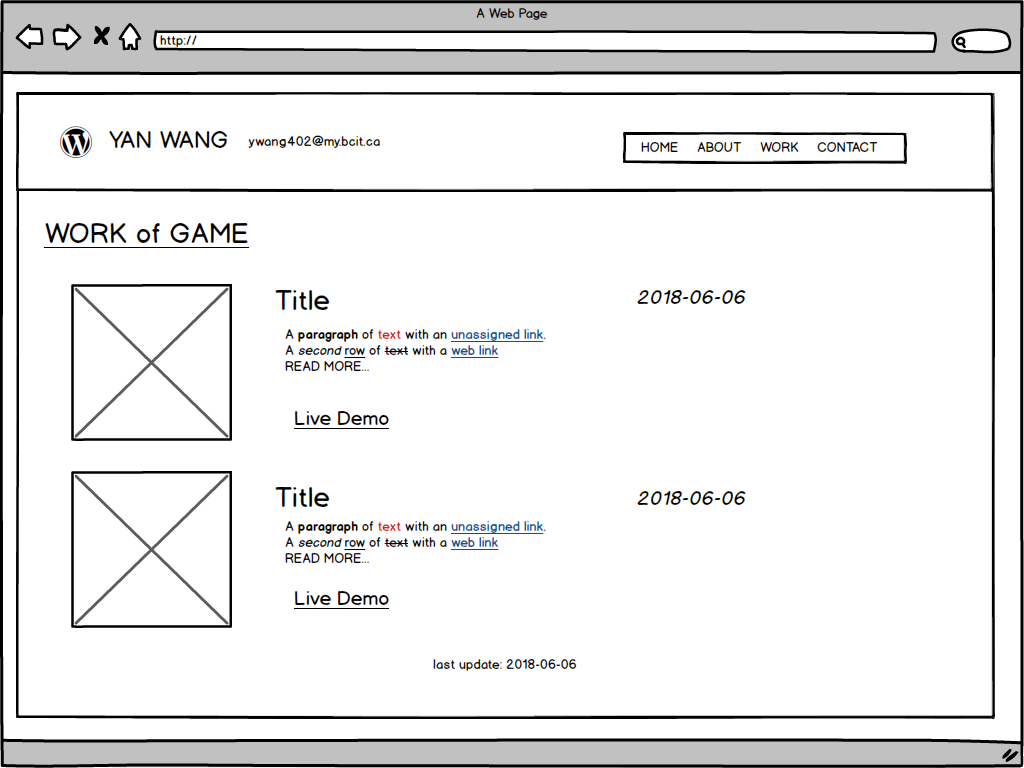 A Web Page
http://
YAN WANG ywang402@my.bcit.ca
HOME ABOUT WORK CONTACT
WORK of GAME
Title 2018-06-06
A paragraph of text with an unassigned link.
A second row of text with a web link
READ MORE...
Live Demo
Title 2018-06-06
A paragraph of text with an unassigned link.
A second row of text with a web link
READ MORE...
Live Demo
last update: 2018-06-06